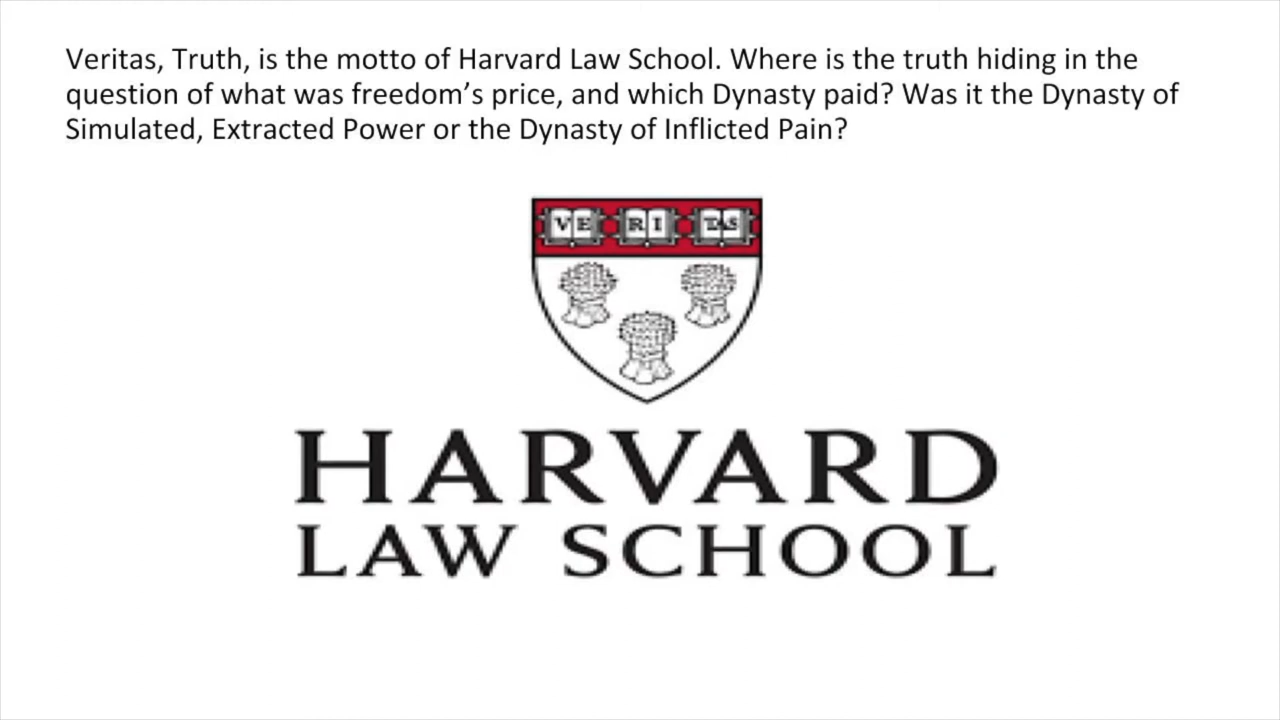 Veritas, Truth, is the motto of Harvard Law School. Where is the truth hiding in the
question of what was freedom’s price, and which Dynasty paid? Was it the Dynasty of
Simulated, Extracted Power or the Dynasty of Inflicted Pain?
VE RI TAS
HARVARD
LAW SCHOOL